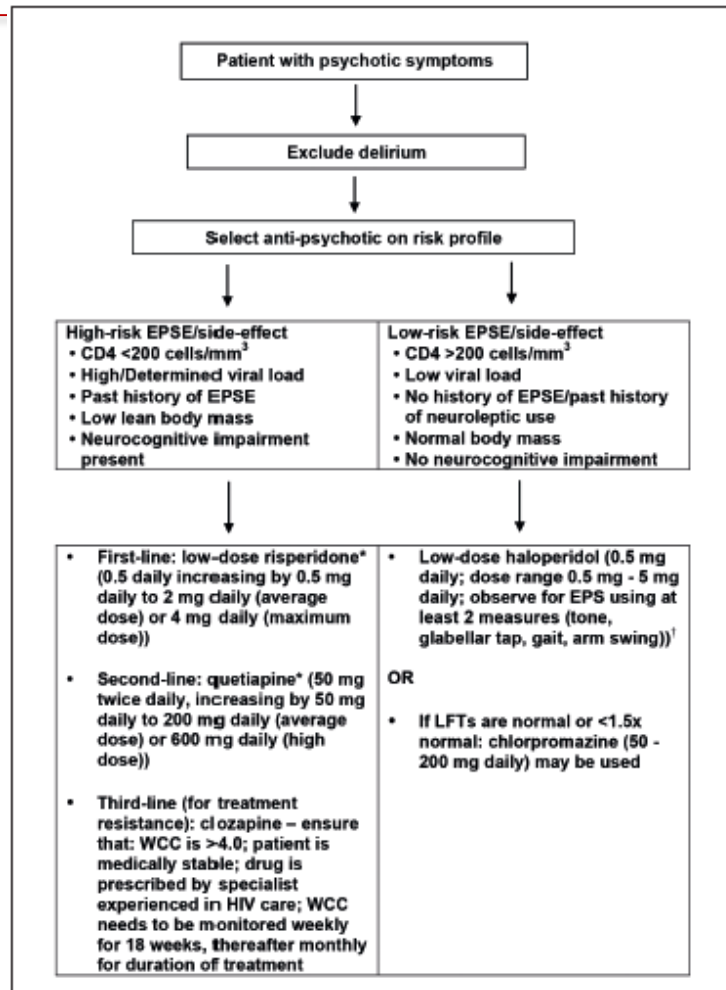 Patient with psychotic symptoms
Exclude delirium
Select anti-psychotic on risk profile
High-risk EPSE/side-effect
• CD4 <200 cells/mm³
• High/Determined viral load
• Past history of EPSE
• Low lean body mass
• Neurocognitive impairment
present
Low-risk EPSE/side-effect
• CD4 >200 cells/mm³
• Low viral load
• No history of EPSE/past history
of neuroleptic use
• Normal body mass
• No neurocognitive impairment
• First-line: low-dose risperidone*
(0.5 daily increasing by 0.5 mg
daily to 2 mg daily (average
dose) or 4 mg daily (maximum
dose))
• Second-line: quetiapine* (50 mg
twice daily, increasing by 50 mg
daily to 200 mg daily (average
dose) or 600 mg daily (high
dose))
• Third-line (for treatment
resistance): clozapine – ensure
that: WCC is >4.0; patient is
medically stable; drug is
prescribed by specialist
experienced in HIV care; WCC
needs to be monitored weekly
for 18 weeks, thereafter monthly
for duration of treatment
• Low-dose haloperidol (0.5 mg
daily; dose range 0.5 mg - 5 mg
daily; observe for EPS using at
least 2 measures (tone,
glabellar tap, gait, arm swing))†
OR
• If LFTs are normal or <1.5x
normal: chlorpromazine (50 -
200 mg daily) may be used